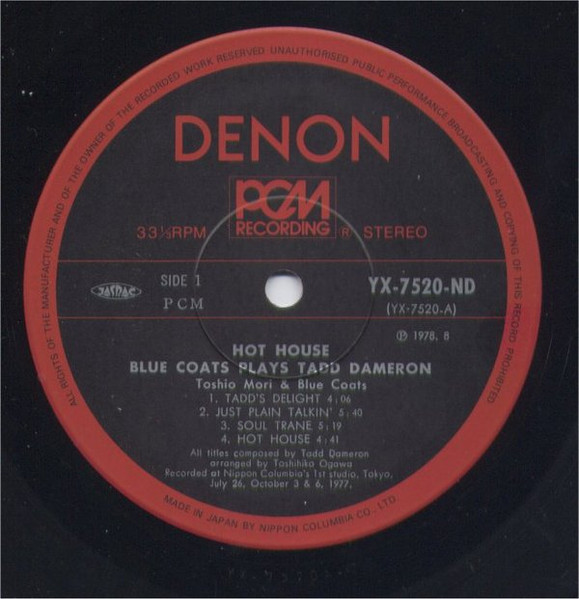 ALL RIGHTS OF THE MANUFACTURER AND OF THE OWNER OF THE RECORDED WORK RESERVED UNAUTHORISED PUBLIC PERFORMANCE BROADCASTING AND COPYING OF THIS RECORD PROHIBITED
DENON
PCM
RECORDING
33 1/3 RPM
R STEREO
JASRAC
SIDE 1
PCM
YX-7520-ND
(YX-7520-A)
Ⓟ 1978. 8
HOT HOUSE
BLUE COATS PLAYS TADD DAMERON
Toshio Mori & Blue Coats
1. TADD'S DELIGHT 4:06
2. JUST PLAIN TALKIN' 5:40
3. SOUL TRANE 5:19
4. HOT HOUSE 4:41
All titles composed by Tadd Dameron
arranged by Toshihiko Ogawa
Recorded at Nippon Columbia's 1st studio, Tokyo,
July 26, October 3 & 6, 1977.
MADE IN JAPAN BY NIPPON COLUMBIA CO., LTD